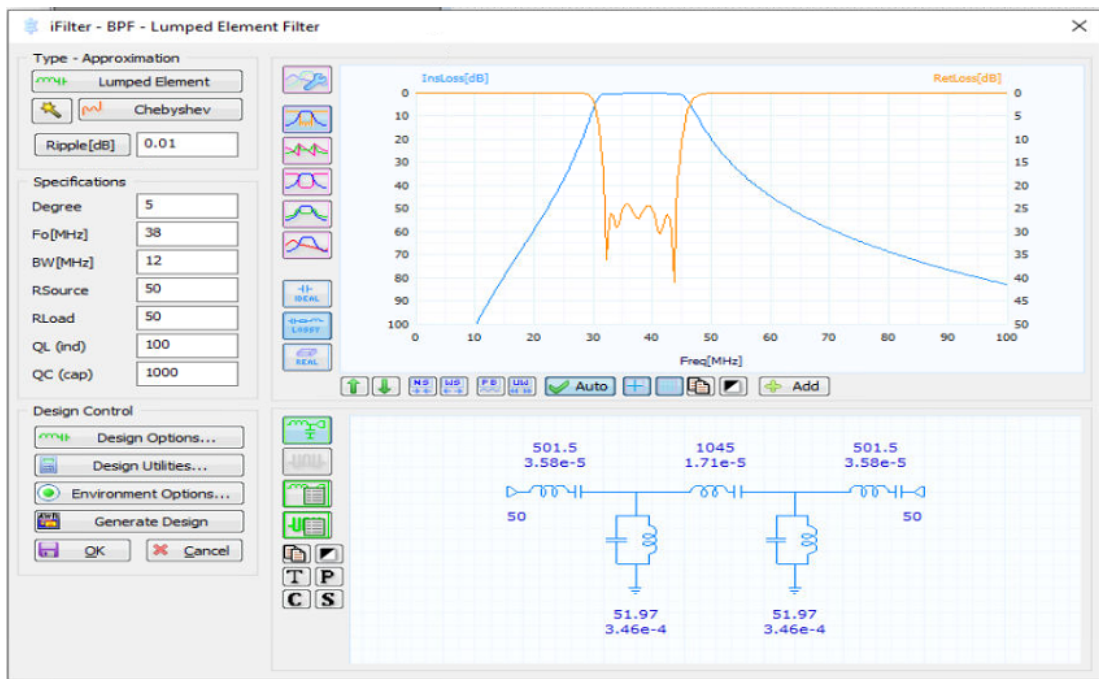 iFilter - BPF - Lumped Element Filter
Type - Approximation
Lumped Element
Chebyshev
Ripple[dB] 0.01
Specifications
Degree 5
Fo[MHz] 38
BW[MHz] 12
RSource 50
RLoad 50
QL (ind) 100
QC (cap) 1000
Design Control
Design Options...
Design Utilities...
Environment Options...
AWR Generate Design
OK Cancel
IDEAL
LOSSY
REAL
T P
C S
InsLoss[dB] RetLoss[dB]
0 0
10 5
20 10
30 15
40 20
50 25
60 30
70 35
80 40
90 45
100 50
0 10 20 30 40 50 60 70 80 90 100
Freq[MHz]
NS WS PB UW Auto Add
501.5 1045 501.5
3.58e-5 1.71e-5 3.58e-5
50 50
51.97 51.97
3.46e-4 3.46e-4